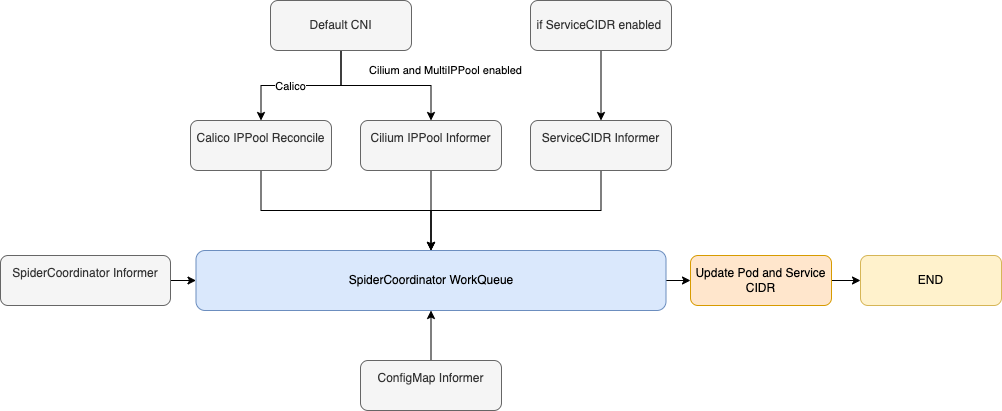 Default CNI
if ServiceCIDR enabled
Cilium and MultiIPPool enabled
Calico
Calico IPPool Reconcile
Cilium IPPool Informer
ServiceCIDR Informer
SpiderCoordinator Informer
SpiderCoordinator WorkQueue
Update Pod and Service
CIDR
END
ConfigMap Informer